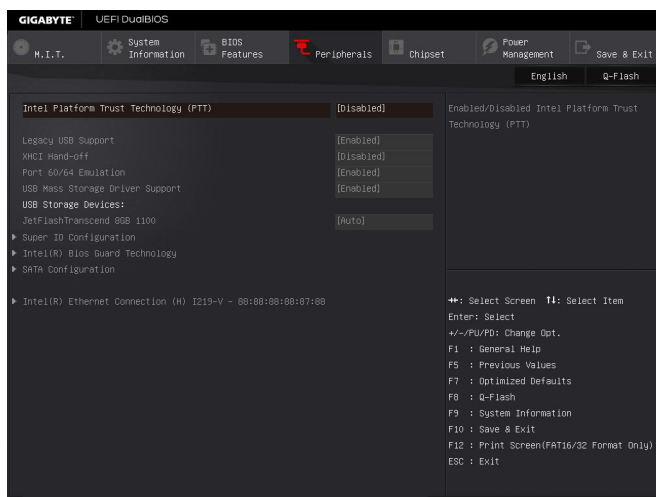 GIGABYTE™ UEFI DualBIOS
M.I.T.
System Information
BIOS Features
Peripherals
Chipset
Power Management
Save & Exit
English Q-Flash
Intel Platform Trust Technology (PTT) [Disabled]
Enabled/Disabled Intel Platform Trust
Technology (PTT)
Legacy USB Support [Enabled]
XHCI Hand-off [Disabled]
Port 60/64 Emulation [Enabled]
USB Mass Storage Driver Support [Enabled]
USB Storage Devices:
JetFlashTranscend 8GB 1100 [Auto]
Super IO Configuration
Intel(R) Bios Guard Technology
SATA Configuration
Intel(R) Ethernet Connection (H) I219-V - 88:88:88:88:87:88
→←: Select Screen ↑↓: Select Item
Enter: Select
+/-/PU/PD: Change Opt.
F1 : General Help
F5 : Previous Values
F7 : Optimized Defaults
F8 : Q-Flash
F9 : System Information
F10 : Save & Exit
F12 : Print Screen(FAT16/32 Format Only)
ESC : Exit